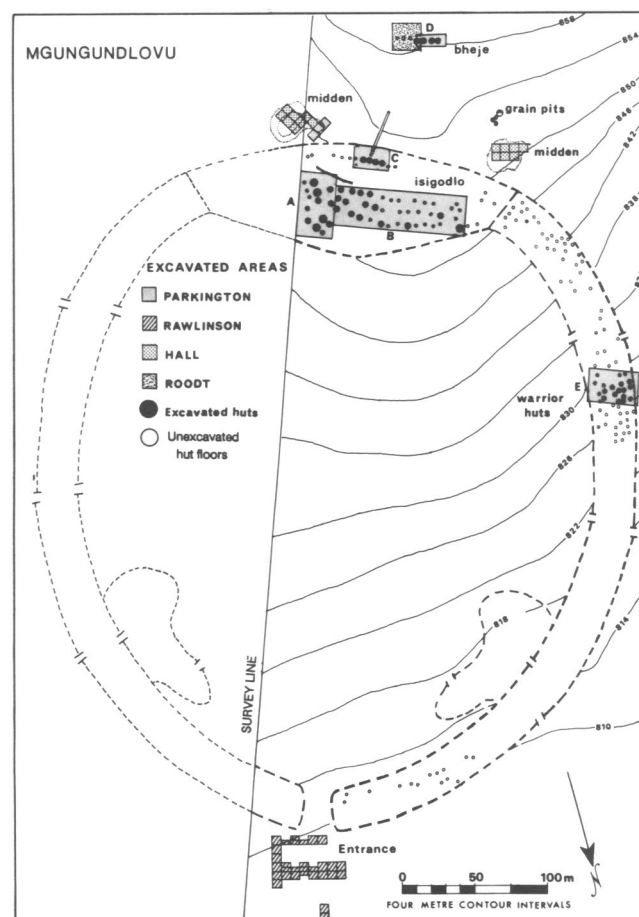 MGUNGUNDLOVU
D
bheje
858
854
850
846
842
838
midden
grain pits
midden
C
isigodlo
A
B
EXCAVATED AREAS
PARKINGTON
RAWLINSON
HALL
ROODT
Excavated huts
Unexcavated
hut floors
E
warrior
huts
830
826
822
818
814
810
SURVEY LINE
Entrance
0 50 100m
FOUR METRE CONTOUR INTERVALS
N